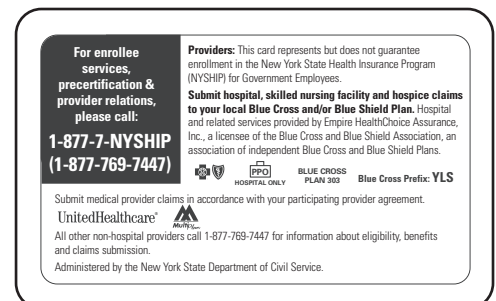 For enrollee
services,
precertification &
provider relations,
please call:
1-877-7-NYSHIP
(1-877-769-7447)
Providers: This card represents but does not guarantee
enrollment in the New York State Health Insurance Program
(NYSHIP) for Government Employees.
Submit hospital, skilled nursing facility and hospice claims
to your local Blue Cross and/or Blue Shield Plan. Hospital
and related services provided by Empire HealthChoice Assurance,
Inc., a licensee of the Blue Cross and Blue Shield Association, an
association of independent Blue Cross and Blue Shield Plans.
PPO
HOSPITAL ONLY
BLUE CROSS
PLAN 303
Blue Cross Prefix: YLS
Submit medical provider claims in accordance with your participating provider agreement.
UnitedHealthcare®
MultiPlan
All other non-hospital providers call 1-877-769-7447 for information about eligibility, benefits
and claims submission.
Administered by the New York State Department of Civil Service.